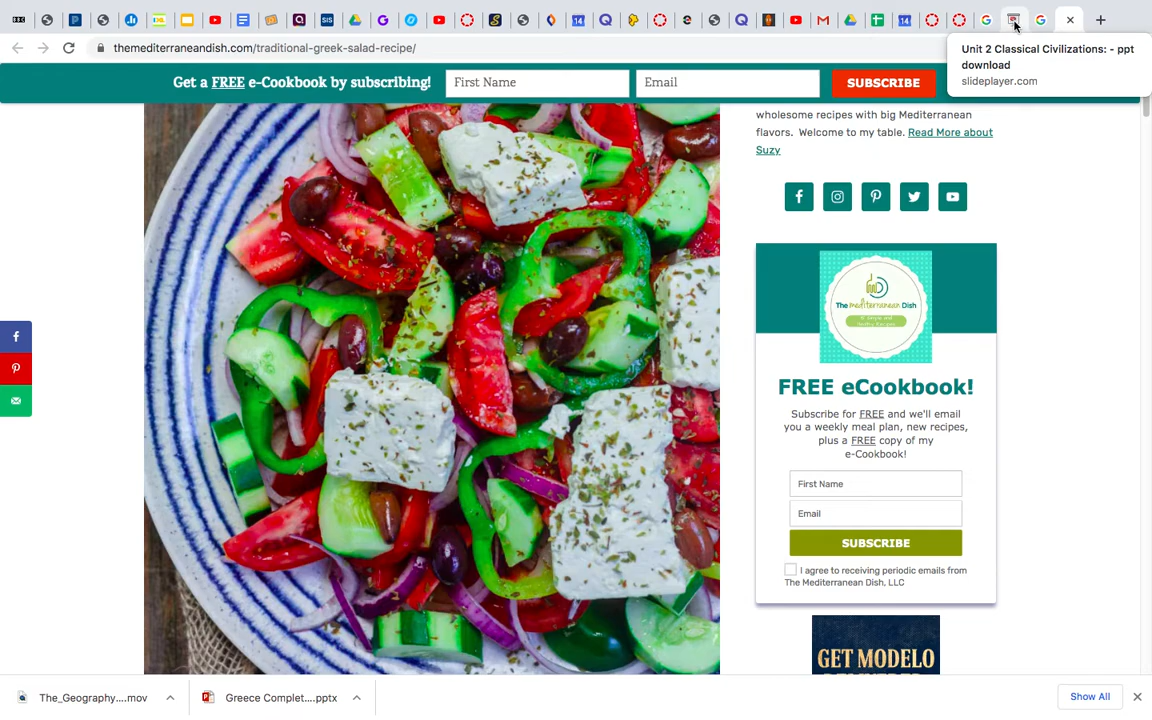 BBC
SIS
14
14
themediterraneandish.com/traditional-greek-salad-recipe/
Unit 2 Classical Civilizations: - ppt
download
slideplayer.com
Get a FREE e-Cookbook by subscribing!
First Name
Email
SUBSCRIBE
wholesome recipes with big Mediterranean
flavors. Welcome to my table. Read More about
Suzy
The mediterranean Dish
FREE eCookbook!
Subscribe for FREE and we'll email
you a weekly meal plan, new recipes,
plus a FREE copy of my
e-Cookbook!
First Name
Email
SUBSCRIBE
I agree to receiving periodic emails from
The Mediterranean Dish, LLC
GET MODELO
The_Geography....mov
Greece Complet....pptx
Show All